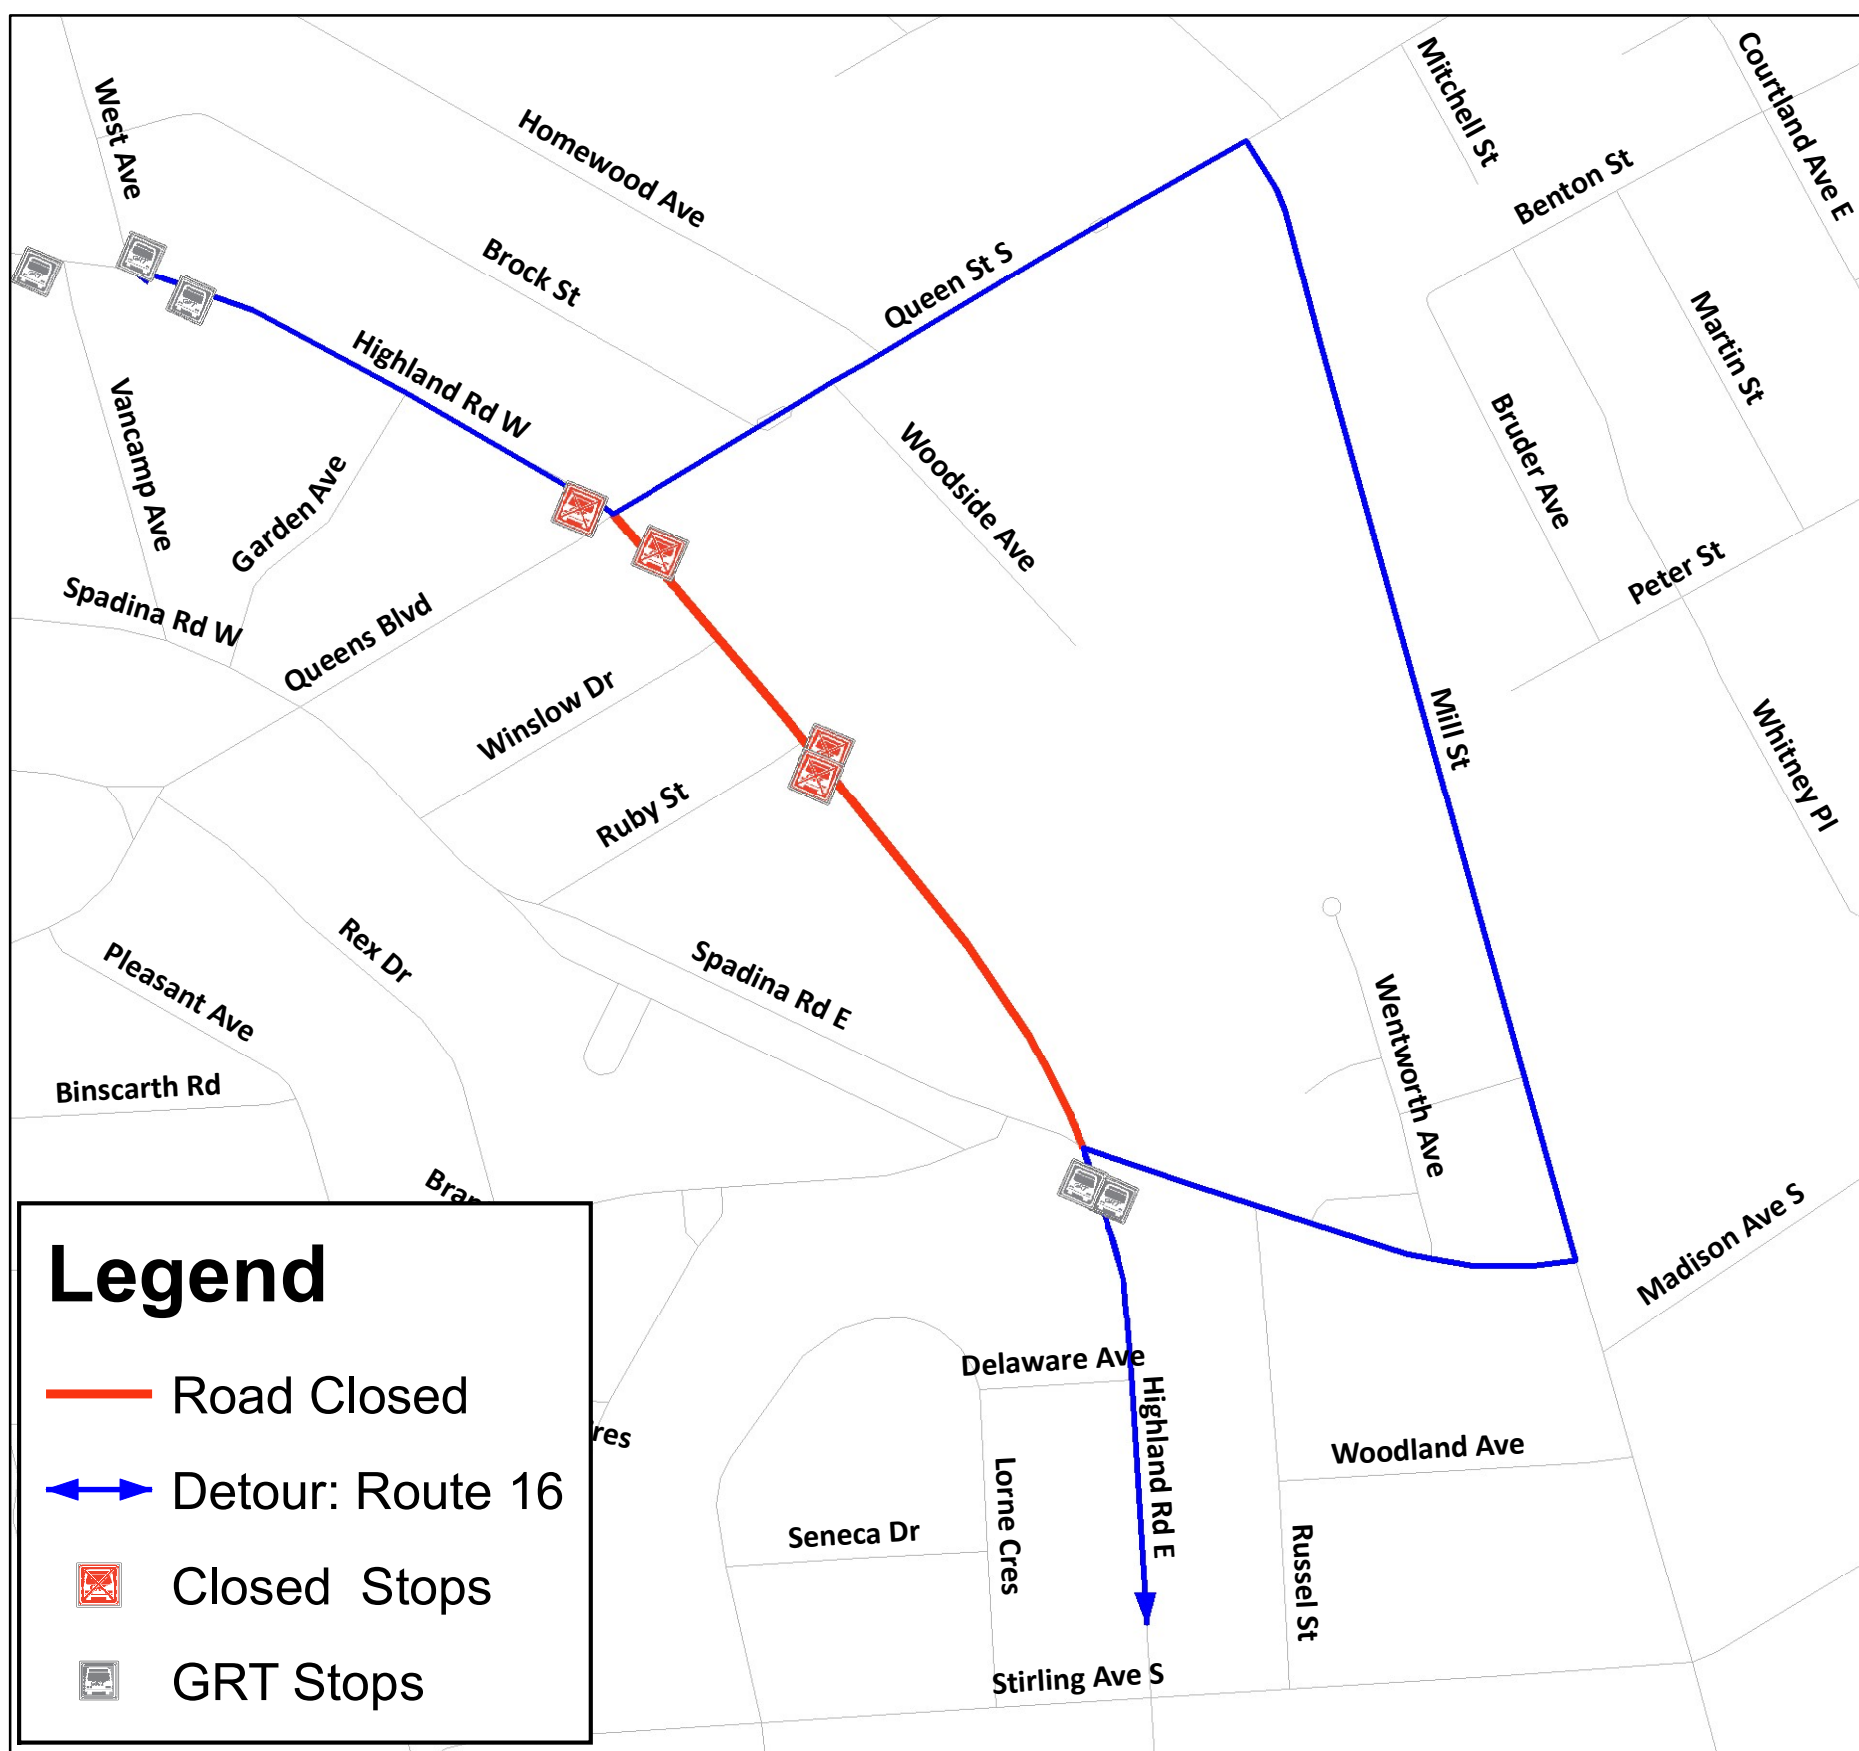 West Ave
Homewood Ave
Mitchell St
Courtland Ave E
Benton St
Brock St
Queen St S
Highland Rd W
Martin St
Vancamp Ave
Garden Ave
Woodside Ave
Bruder Ave
Peter St
Spadina Rd W
Queens Blvd
Winslow Dr
Mill St
Whitney Pl
Ruby St
Rex Dr
Pleasant Ave
Spadina Rd E
Wentworth Ave
Binscarth Rd
Madison Ave S
Delaware Ave
Highland Rd E
Woodland Ave
Lorne Cres
Seneca Dr
Russel St
Stirling Ave S
Legend
Road Closed
Detour: Route 16
Closed Stops
GRT Stops